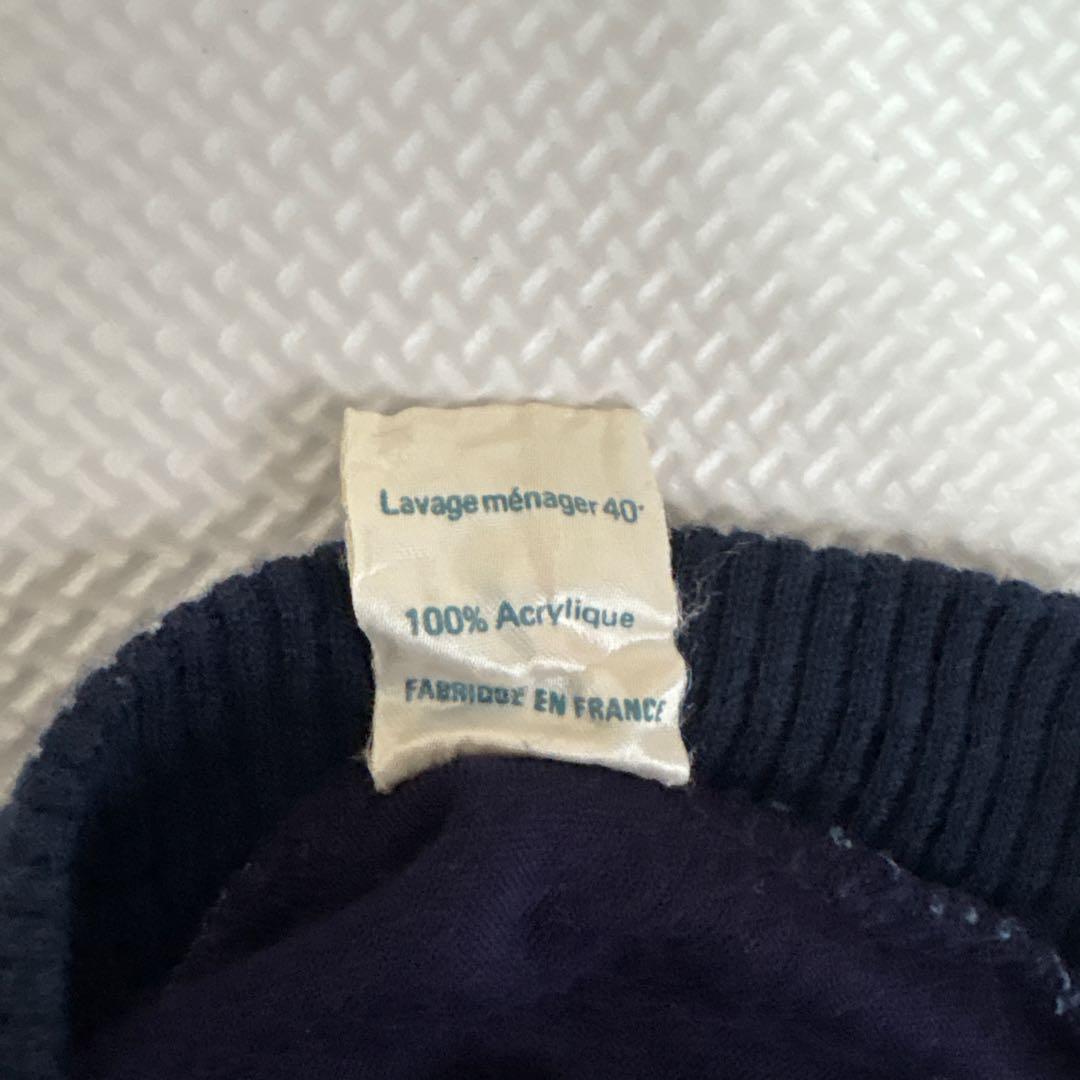 Lavage ménager 40°
100% Acrylique
FABRIQUE EN FRANCE